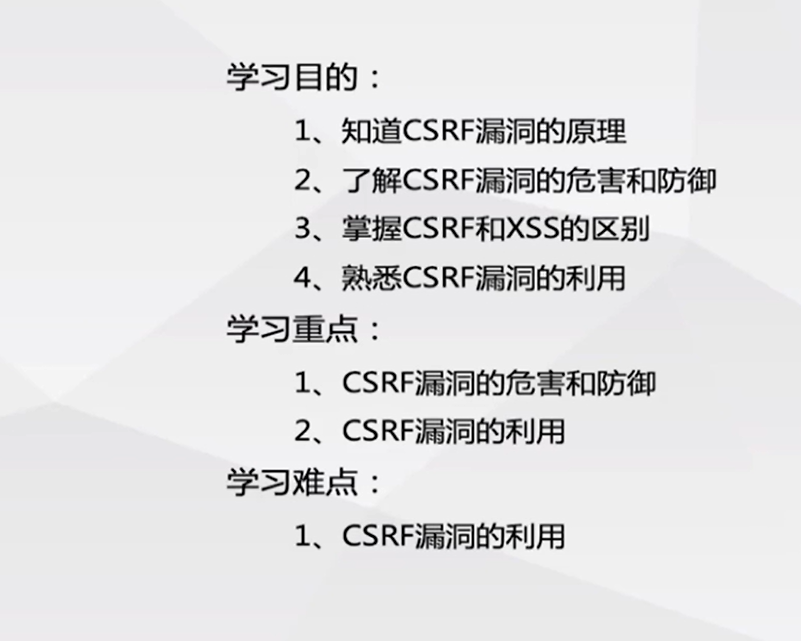 学习目的：
1、知道CSRF漏洞的原理
2、了解CSRF漏洞的危害和防御
3、掌握CSRF和XSS的区别
4、熟悉CSRF漏洞的利用
学习重点：
1、CSRF漏洞的危害和防御
2、CSRF漏洞的利用
学习难点：
1、CSRF漏洞的利用